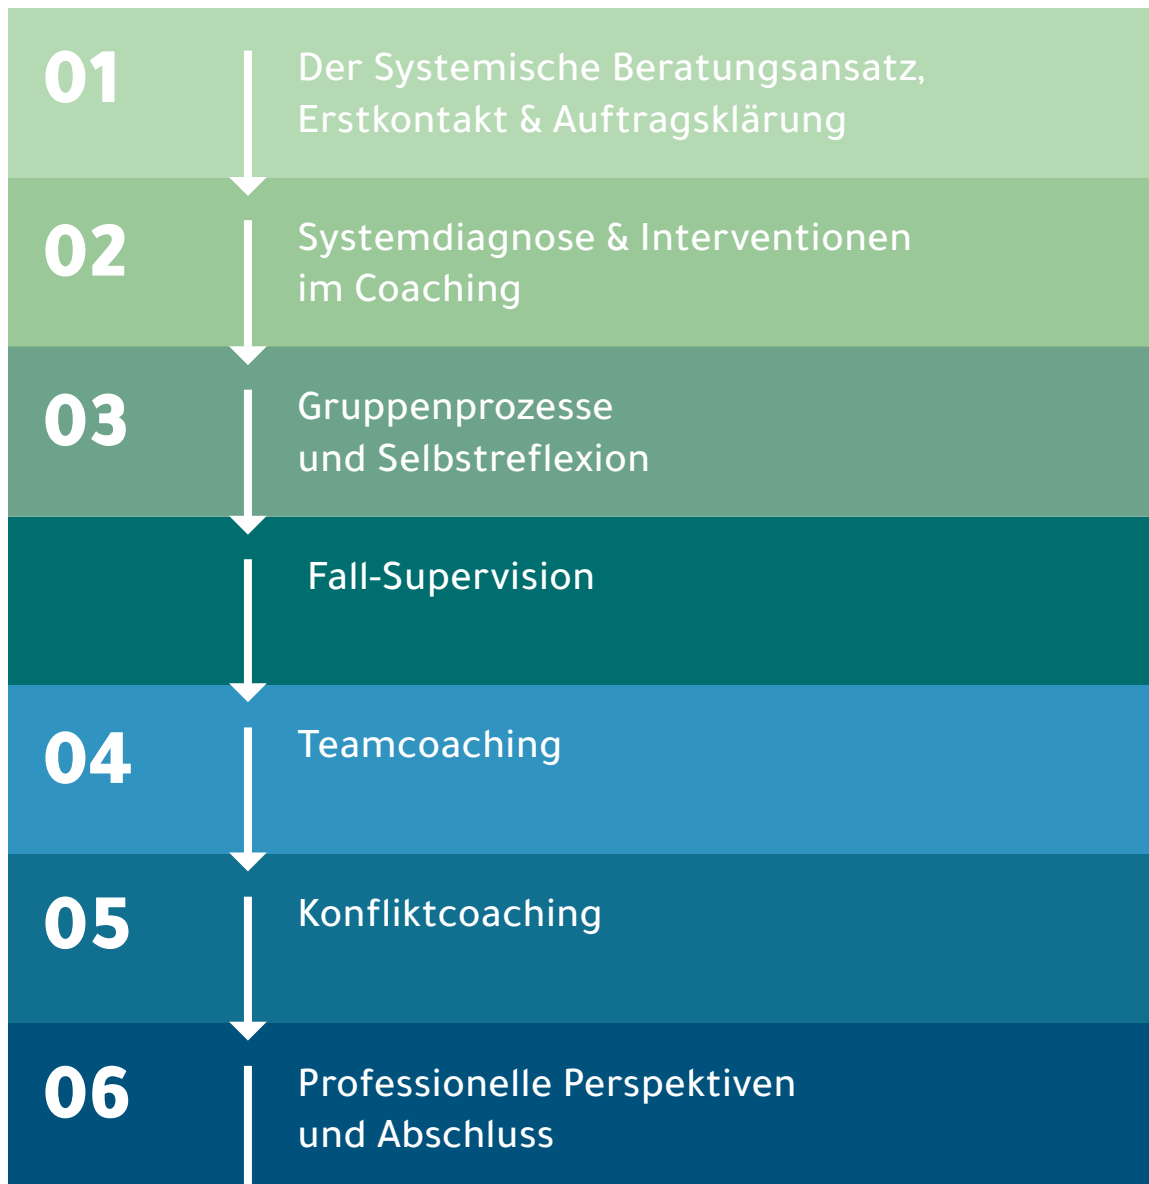 01
Der Systemische Beratungsansatz,
Erstkontakt & Auftragsklärung
02
Systemdiagnose & Interventionen
im Coaching
03
Gruppenprozesse
und Selbstreflexion
Fall-Supervision
04
Teamcoaching
05
Konfliktcoaching
06
Professionelle Perspektiven
und Abschluss